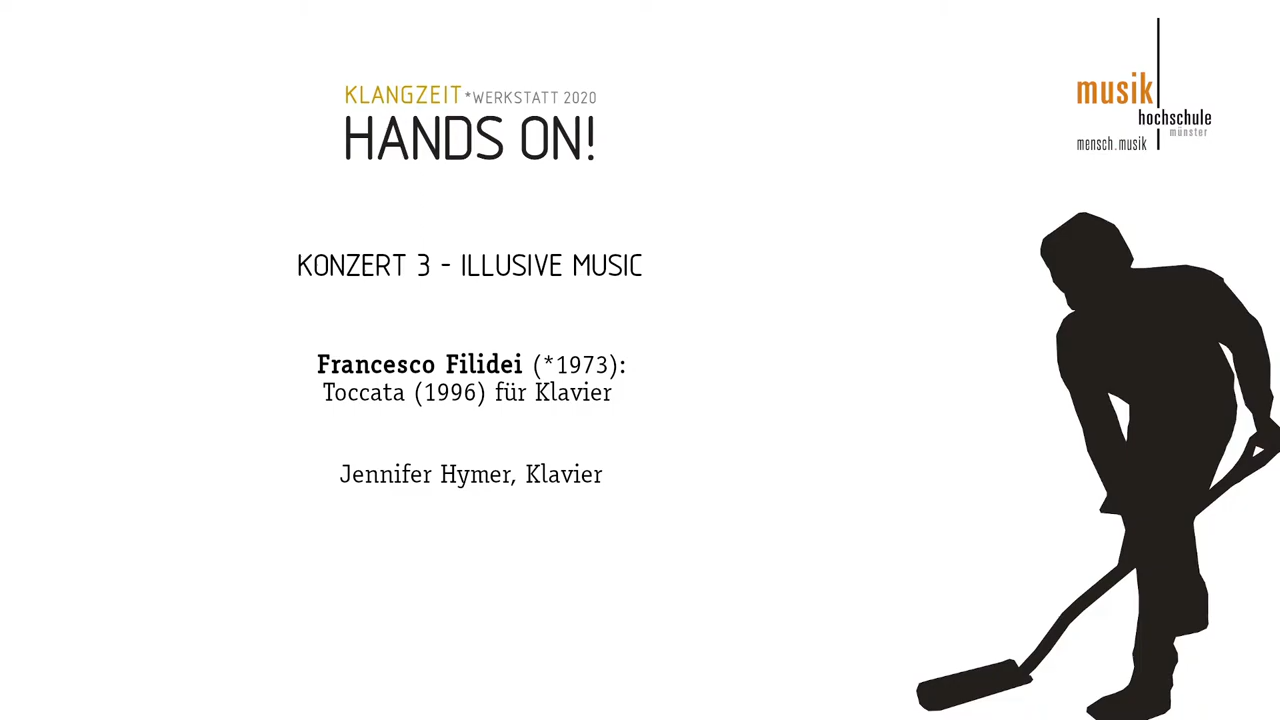 KLANGZEIT *WERKSTATT 2020
HANDS ON!
musik
hochschule
münster
mensch.musik
KONZERT 3 - ILLUSIVE MUSIC
Francesco Filidei (*1973):
Toccata (1996) für Klavier
Jennifer Hymer, Klavier